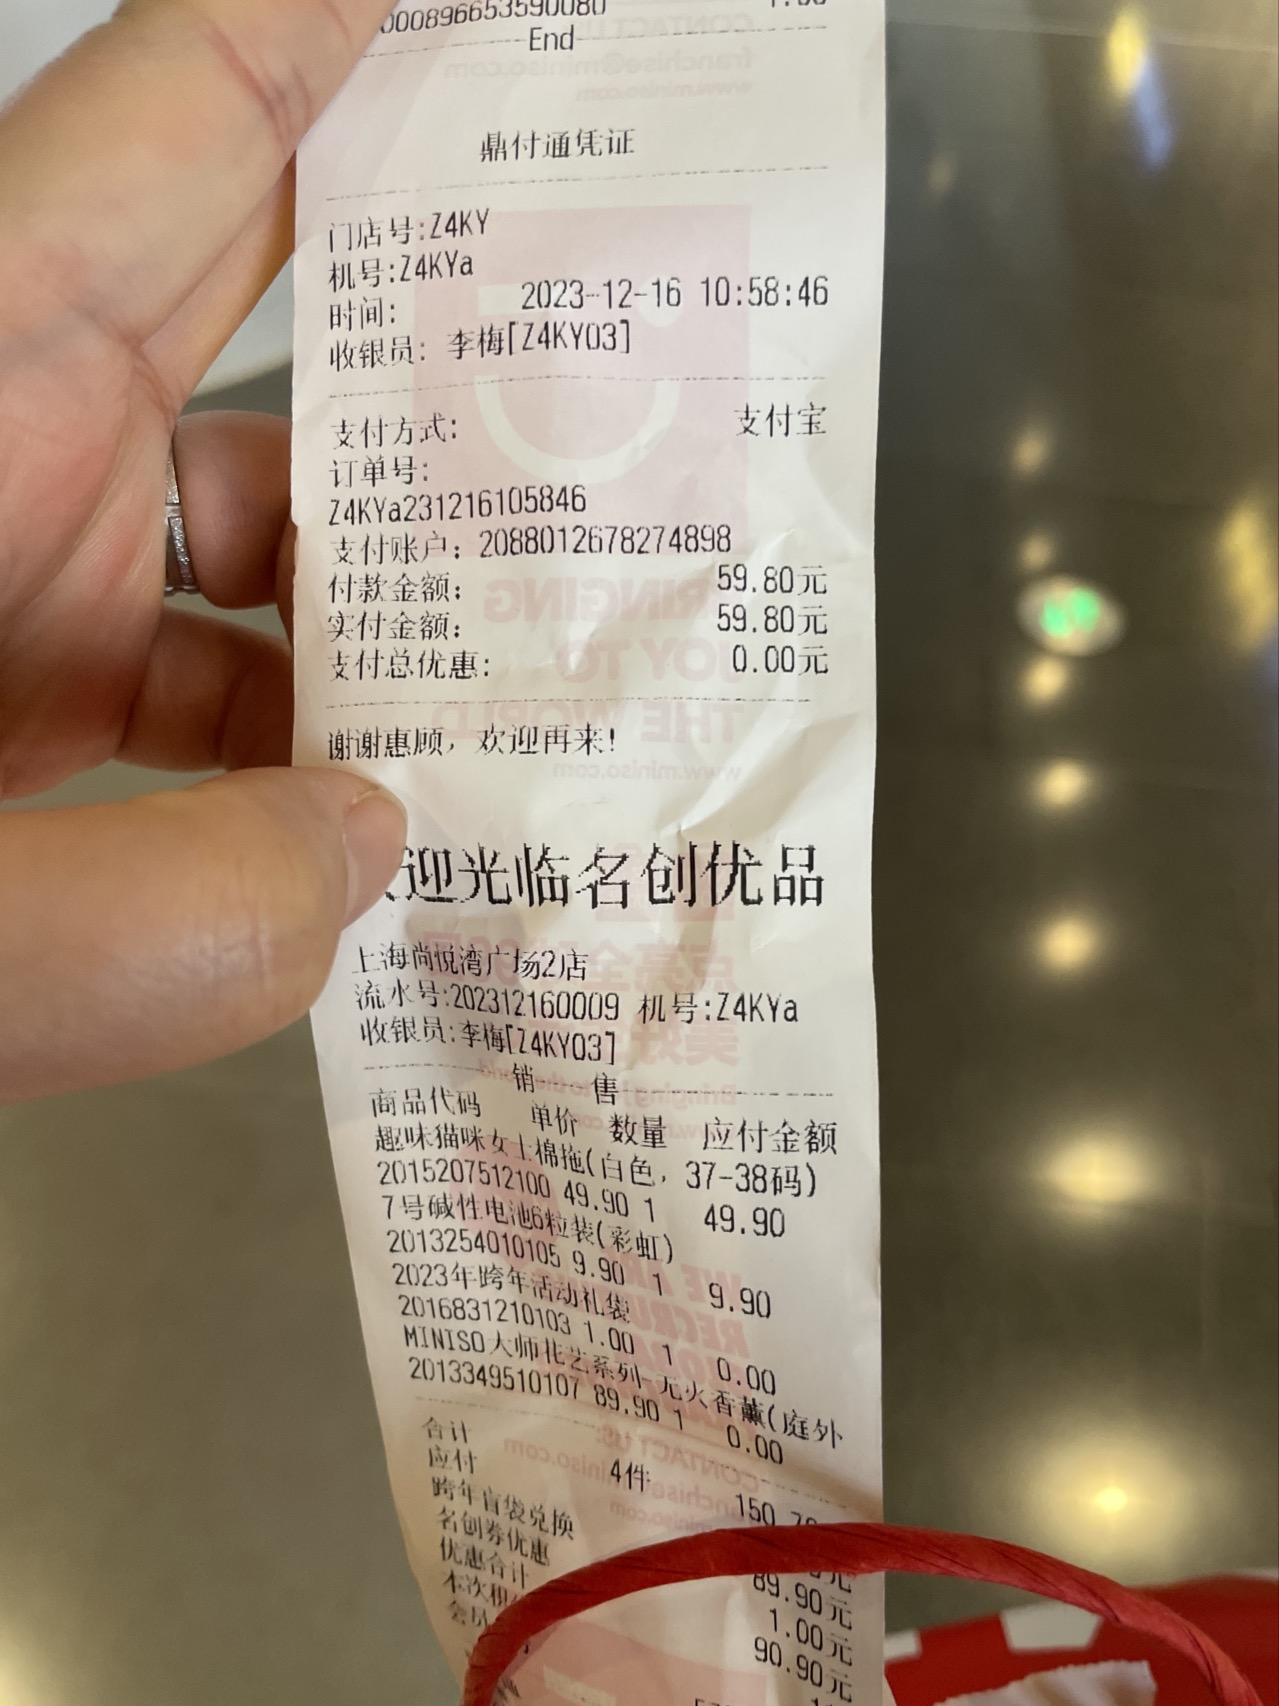 000896653590080 1.00
End
鼎付通凭证
门店号:Z4KY
机号:Z4KYa
时间: 2023-12-16 10:58:46
收银员: 李梅[Z4KY03]
支付方式: 支付宝
订单号:
Z4KYa231216105846
支付账户: 2088012678274898
付款金额: 59.80元
实付金额: 59.80元
支付总优惠: 0.00元
谢谢惠顾, 欢迎再来!
迎光临名创优品
上海尚悦湾广场2店
流水号:202312160009 机号:Z4KYa
收银员:李梅[Z4KY03]
销 售
商品代码 单价 数量 应付金额
趣味猫咪女士棉拖(白色, 37-38码)
2015207512100 49.90 1 49.90
7号碱性电池6粒装(彩虹)
2013254010105 9.90 1 9.90
2023年跨年活动礼袋
2016831210103 1.00 1 0.00
MINISO大师花艺系列-无火香薰(庭外
2013349510107 89.90 1 0.00
合计 4件
应付 150.70
跨年盲袋兑换 89.90元
名创券优惠 1.00元
优惠合计 90.90元
本次积
会员